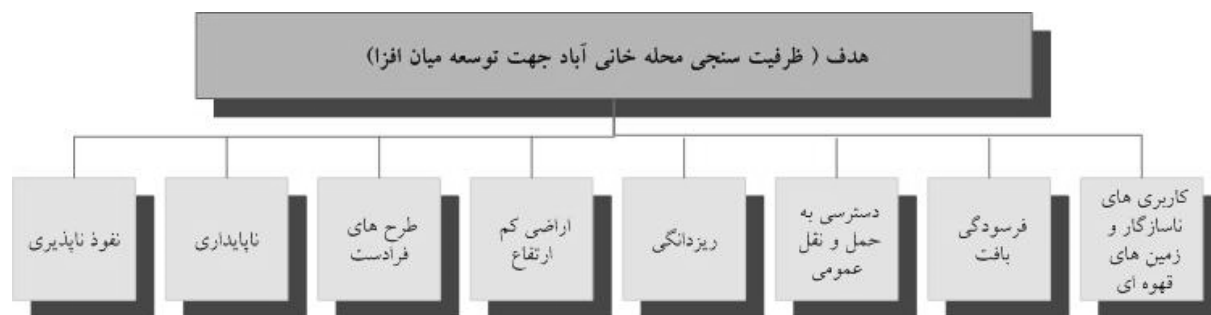 هدف ( ظرفیت سنجی محله خانی آباد جهت توسعه میان افزا)
کاربری های
ناسازگار و
زمین های
قهوه ای
فرسودگی
بافت
دسترسی به
حمل و نقل
عمومی
ریزدانگی
اراضی کم
ارتفاع
طرح های
فرادست
ناپایداری
نفوذ ناپذیری